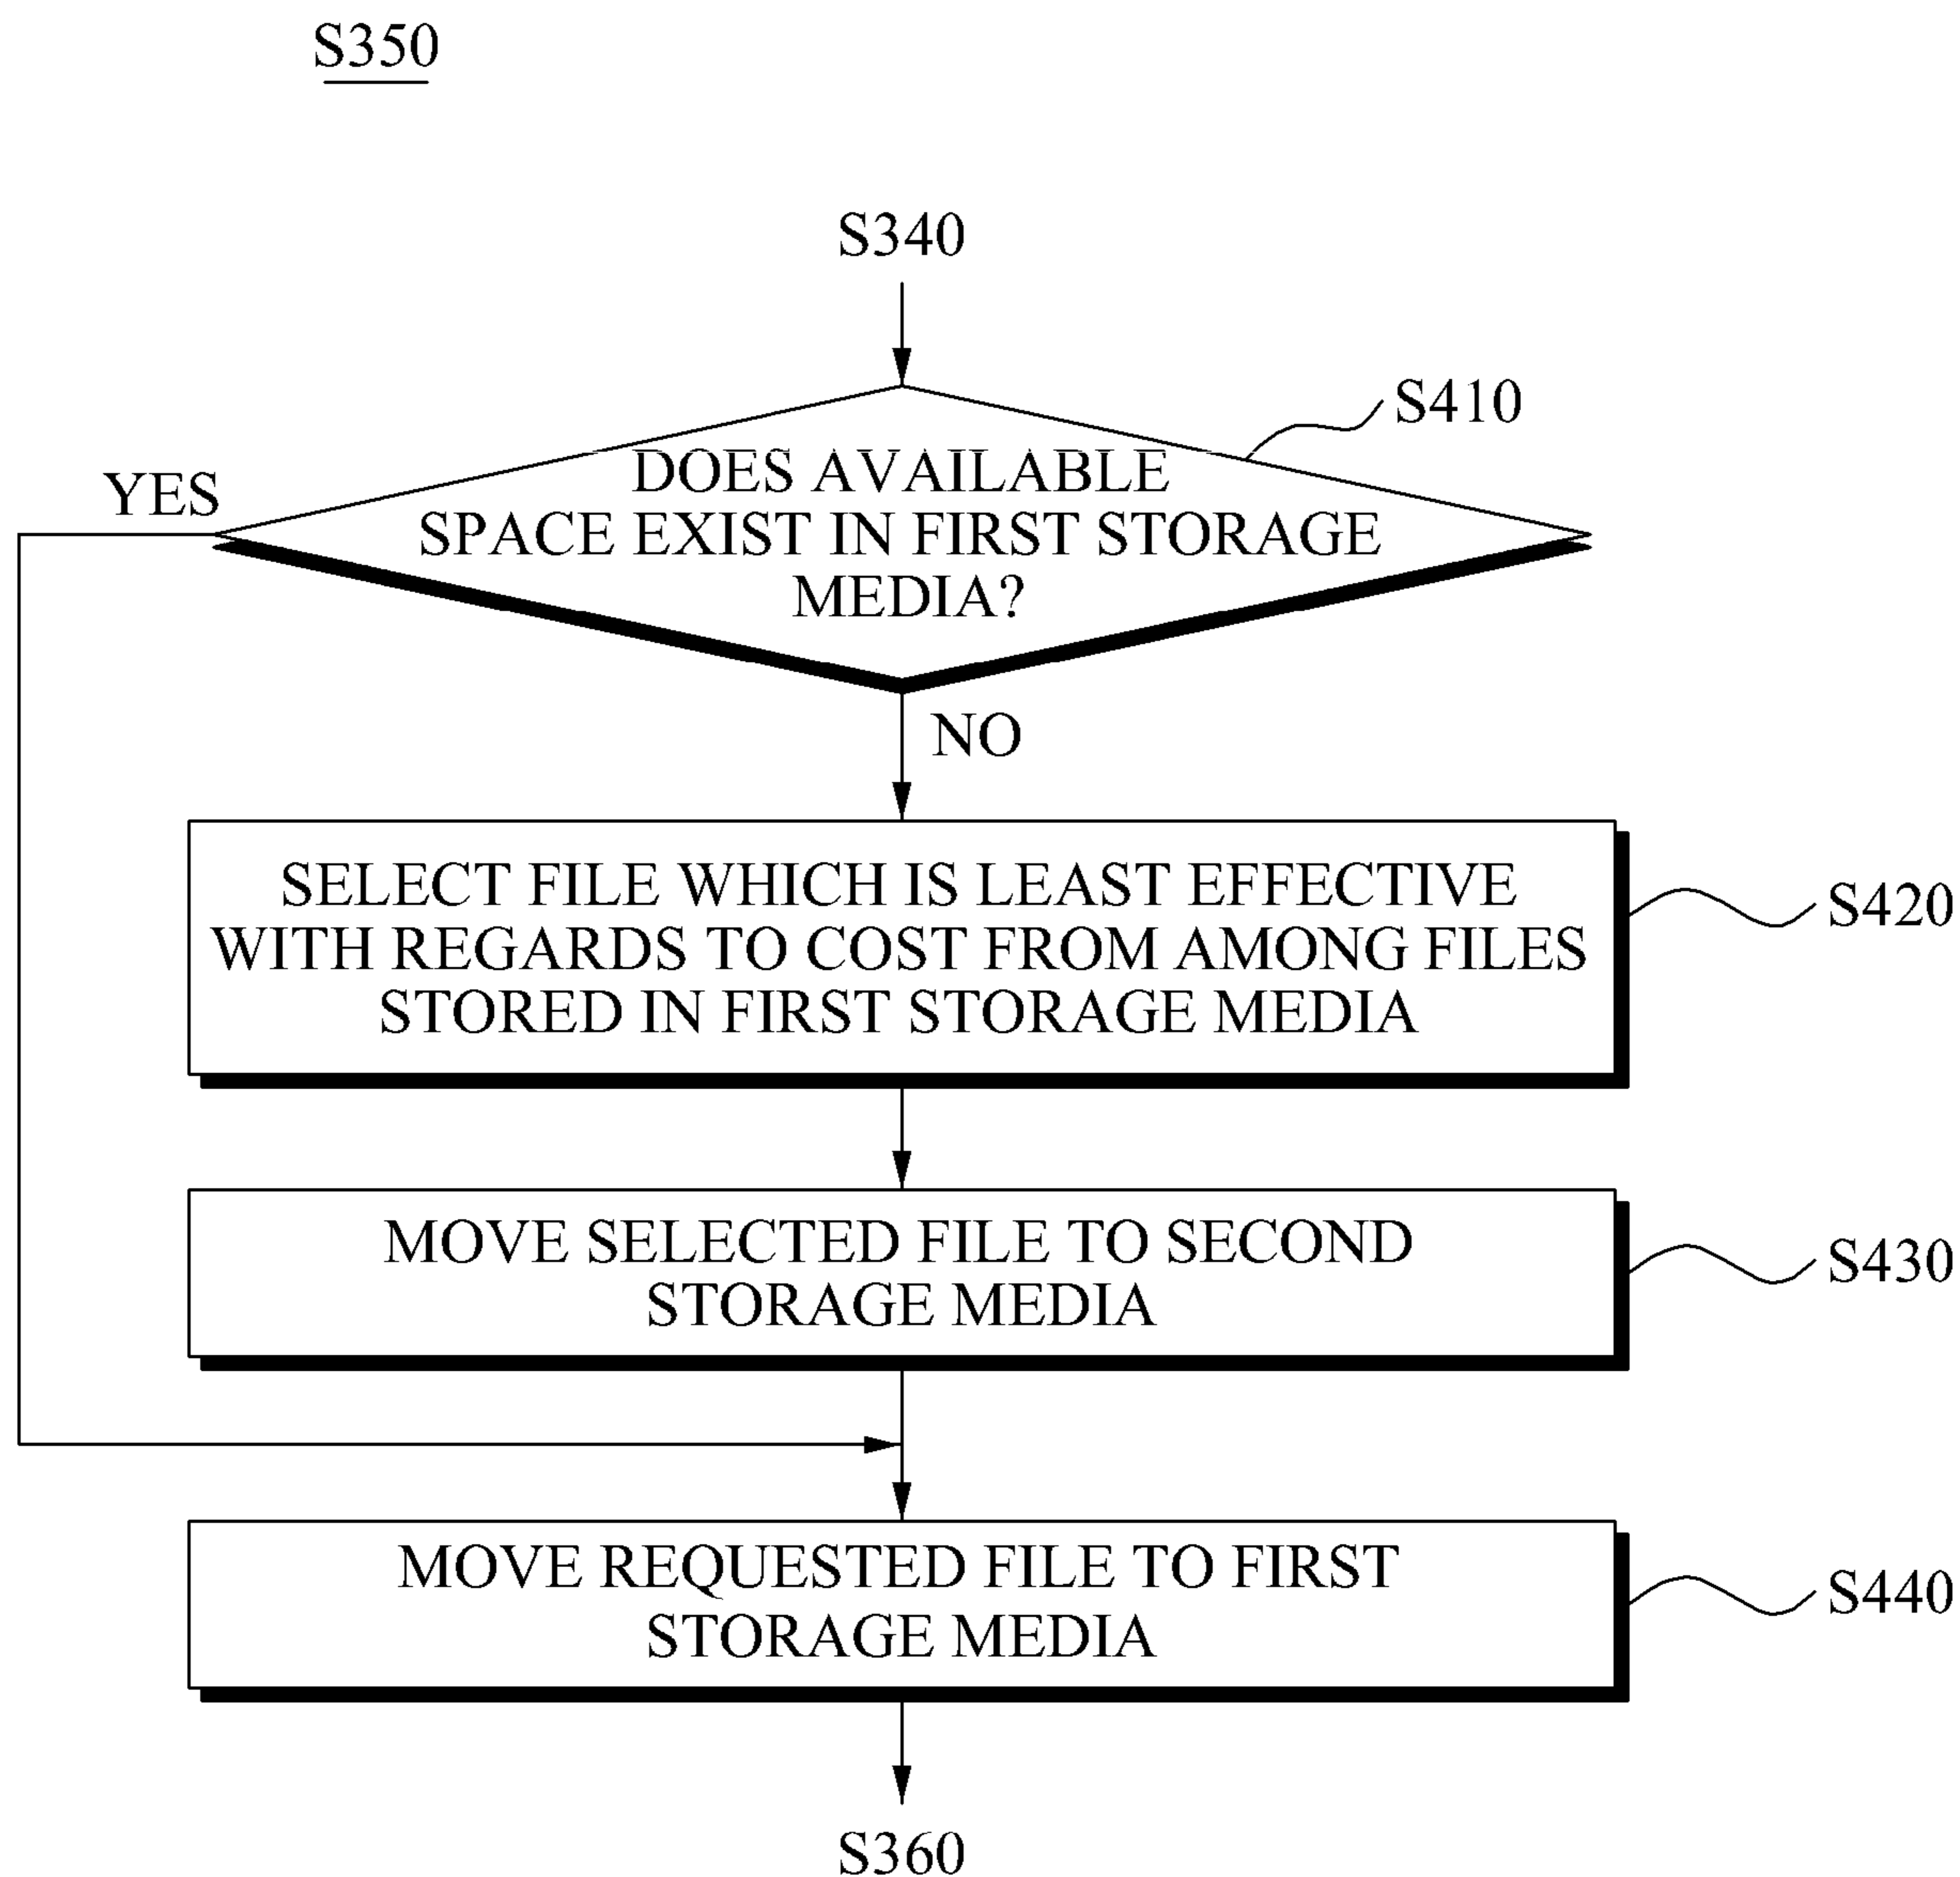 S350
S340
S410
YES
DOES AVAILABLE
SPACE EXIST IN FIRST STORAGE
MEDIA?
NO
SELECT FILE WHICH IS LEAST EFFECTIVE
WITH REGARDS TO COST FROM AMONG FILES
STORED IN FIRST STORAGE MEDIA
S420
MOVE SELECTED FILE TO SECOND
STORAGE MEDIA
S430
MOVE REQUESTED FILE TO FIRST
STORAGE MEDIA
S440
S360